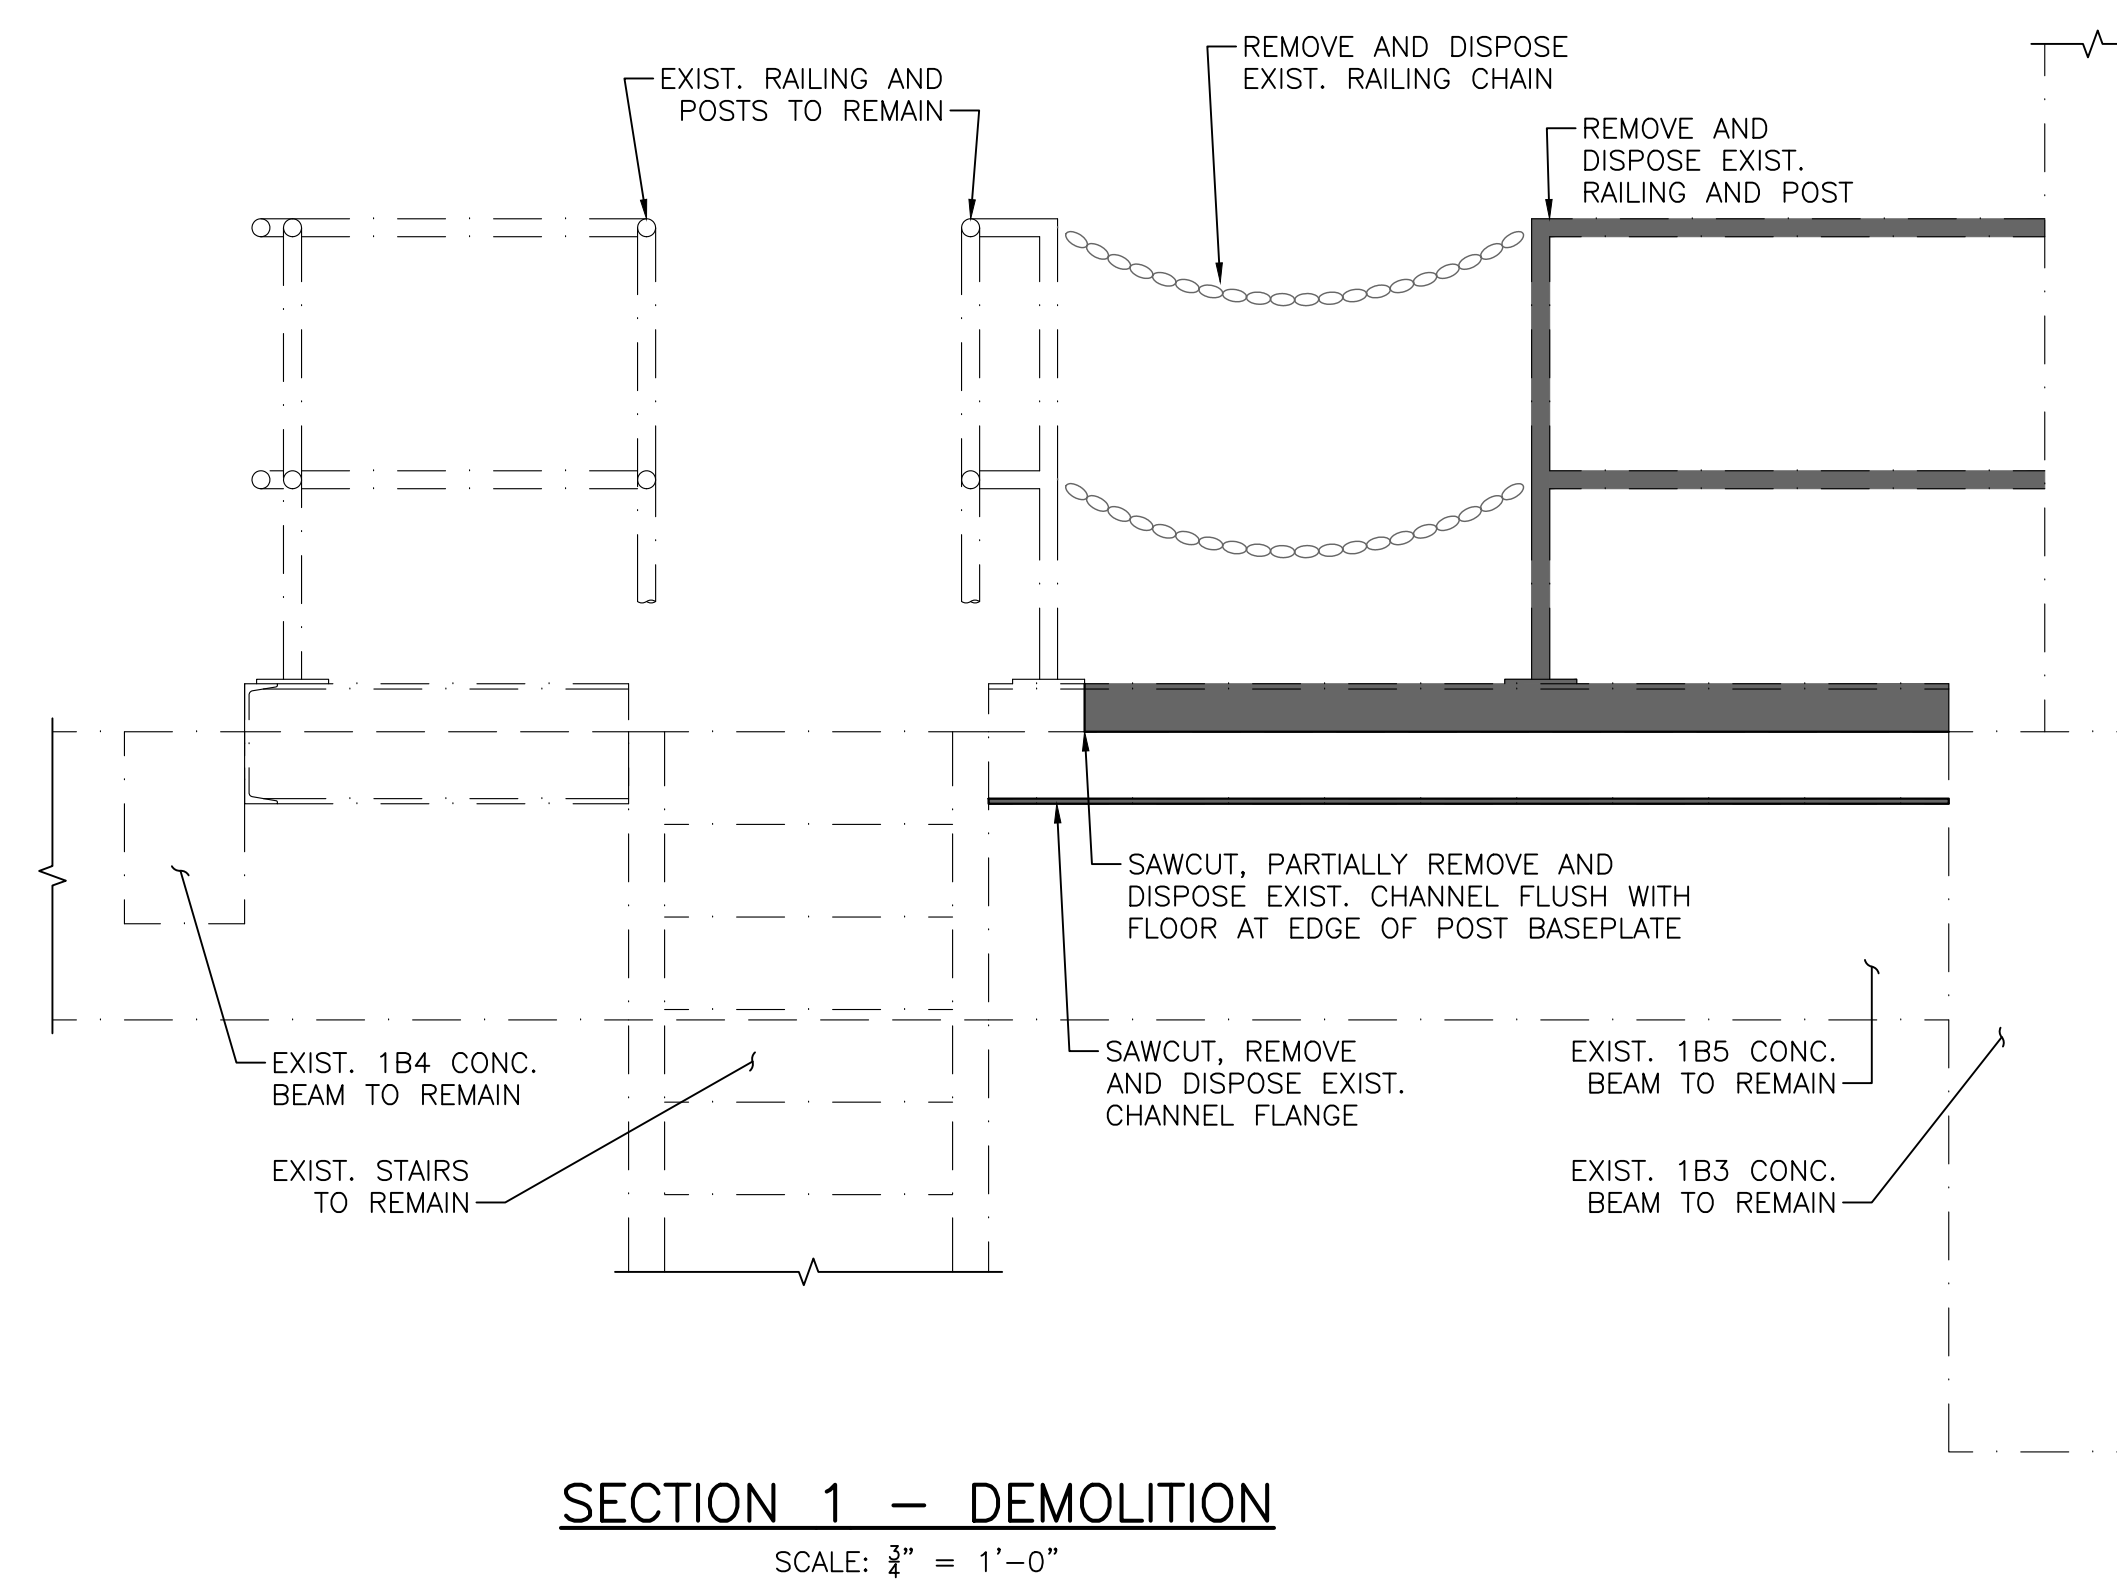 REMOVE AND DISPOSE
EXIST. RAILING CHAIN
EXIST. RAILING AND
POSTS TO REMAIN
REMOVE AND
DISPOSE EXIST.
RAILING AND POST
SAWCUT, PARTIALLY REMOVE AND
DISPOSE EXIST. CHANNEL FLUSH WITH
FLOOR AT EDGE OF POST BASEPLATE
EXIST. 1B4 CONC.
BEAM TO REMAIN
SAWCUT, REMOVE
AND DISPOSE EXIST.
CHANNEL FLANGE
EXIST. 1B5 CONC.
BEAM TO REMAIN
EXIST. STAIRS
TO REMAIN
EXIST. 1B3 CONC.
BEAM TO REMAIN
SECTION 1 – DEMOLITION
SCALE: 3/4" = 1'–0"